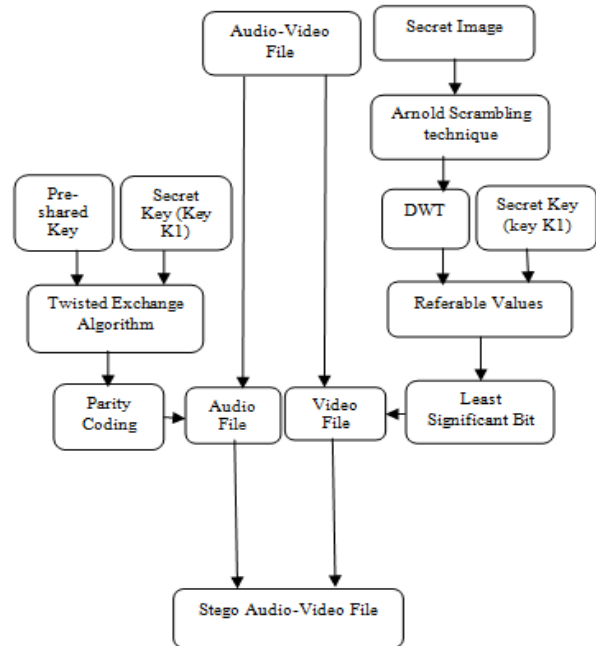 Audio-Video
File
Secret Image
Arnold Scrambling
technique
Pre-
shared
Key
Secret
Key (Key
K1)
DWT
Secret Key
(key K1)
Twisted Exchange
Algorithm
Referable Values
Parity
Coding
Audio
File
Video
File
Least
Significant Bit
Stego Audio-Video File